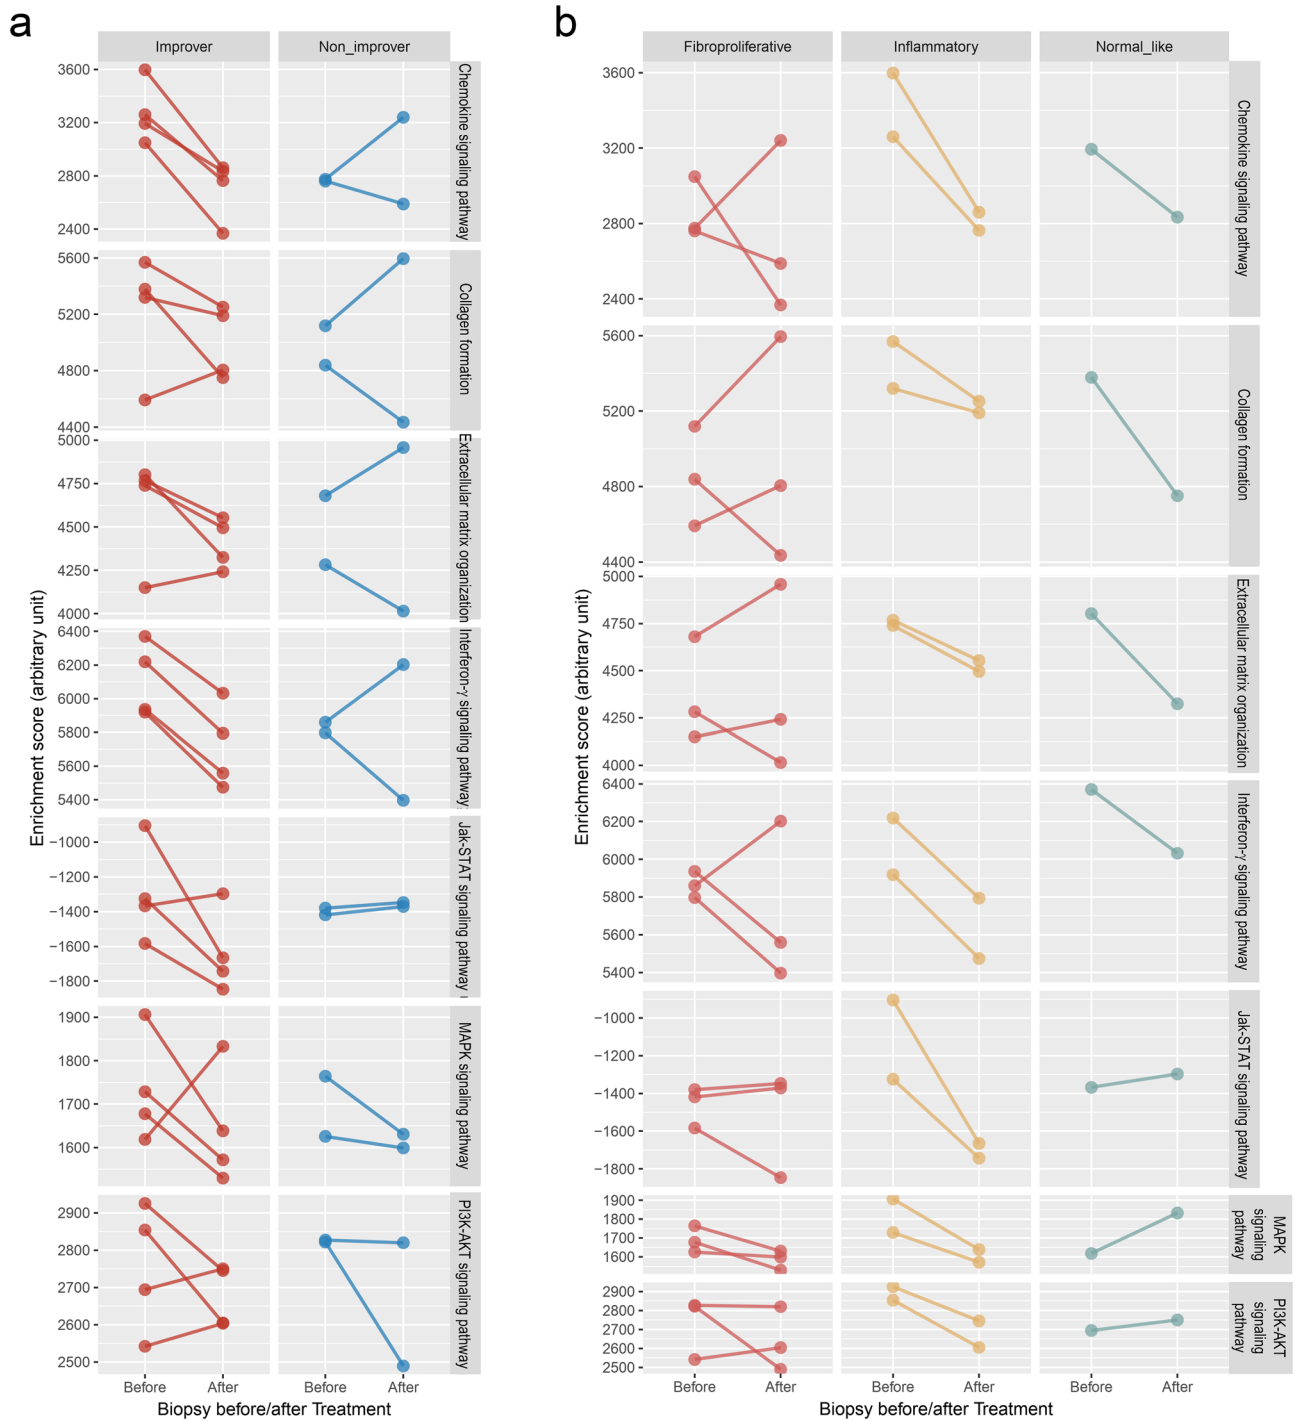 a
Improver
Non_improver
3600
3200
2800
2400
Chemokine signaling pathway
5600
5200
4800
4400
Collagen formation
5000
4750
4500
4250
4000
Extracellular matrix organization
6400
6200
6000
5800
5600
5400
Interferon-γ signaling pathway
−1000
−1200
−1400
−1600
−1800
Jak-STAT signaling pathway
1900
1800
1700
1600
MAPK signaling pathway
2900
2800
2700
2600
2500
PI3K-AKT signaling pathway
Enrichment score (arbitrary unit)
Before
After
Before
After
Biopsy before/after Treatment
b
Fibroproliferative
Inflammatory
Normal_like
3600
3200
2800
2400
Chemokine signaling pathway
5600
5200
4800
4400
Collagen formation
5000
4750
4500
4250
4000
Extracellular matrix organization
6400
6200
6000
5800
5600
5400
Interferon-γ signaling pathway
−1000
−1200
−1400
−1600
−1800
Jak-STAT signaling pathway
1900
1800
1700
1600
MAPK
signaling
pathway
2900
2800
2700
2600
2500
PI3K-AKT
signaling
pathway
Enrichment score (arbitrary unit)
Before
After
Before
After
Before
After
Biopsy before/after Treatment